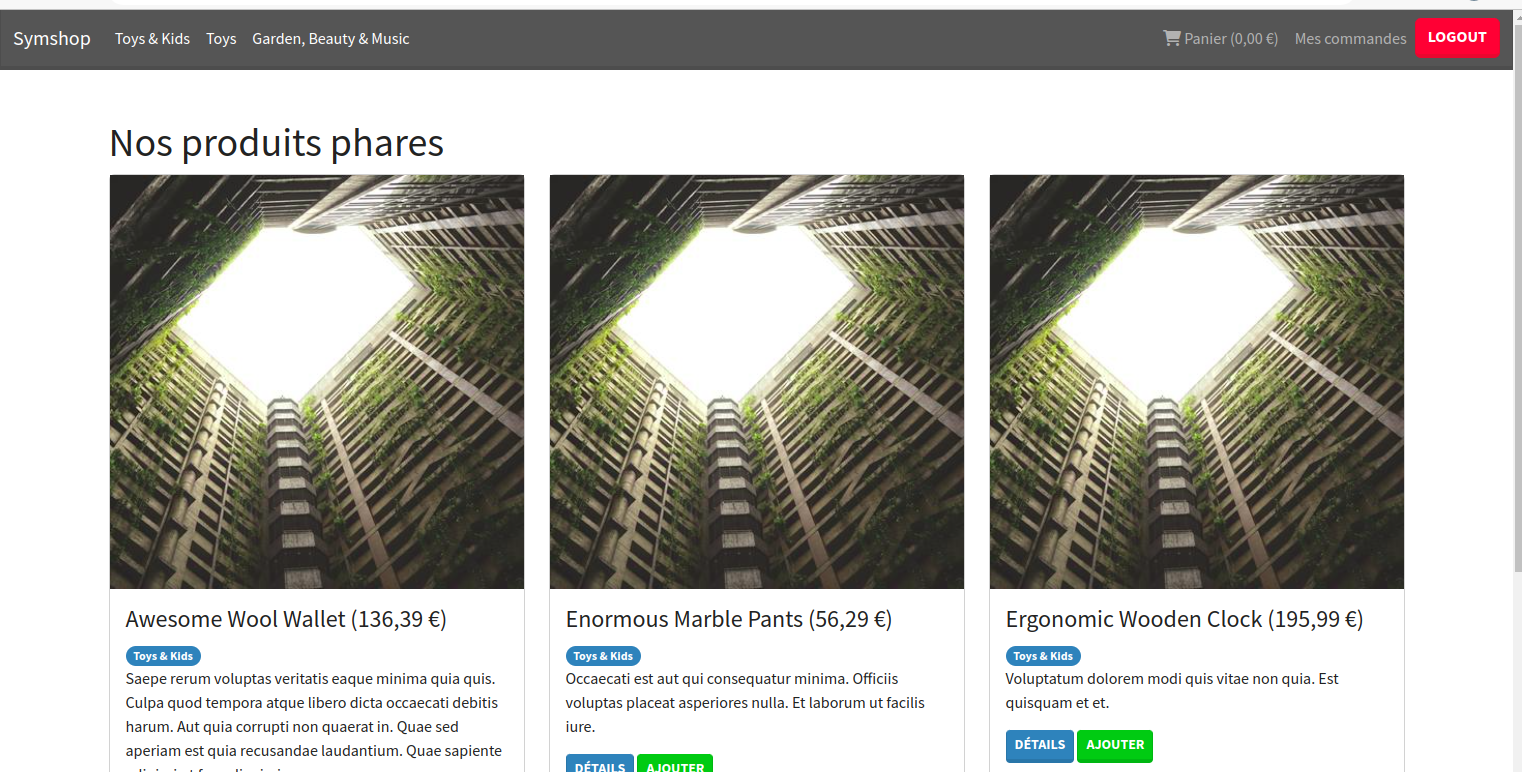 Symshop Toys & Kids Toys Garden, Beauty & Music Panier (0,00 €) Mes commandes LOGOUT
Nos produits phares
Awesome Wool Wallet (136,39 €)
Toys & Kids
Saepe rerum voluptas veritatis eaque minima quia quis.
Culpa quod tempora atque libero dicta occaecati debitis
harum. Aut quia corrupti non quaerat in. Quae sed
aperiam est quia recusandae laudantium. Quae sapiente
Enormous Marble Pants (56,29 €)
Toys & Kids
Occaecati est aut qui consequatur minima. Officiis
voluptas placeat asperiores nulla. Et laborum ut facilis
iure.
DÉTAILS AJOUTER
Ergonomic Wooden Clock (195,99 €)
Toys & Kids
Voluptatum dolorem modi quis vitae non quia. Est
quisquam et et.
DÉTAILS AJOUTER